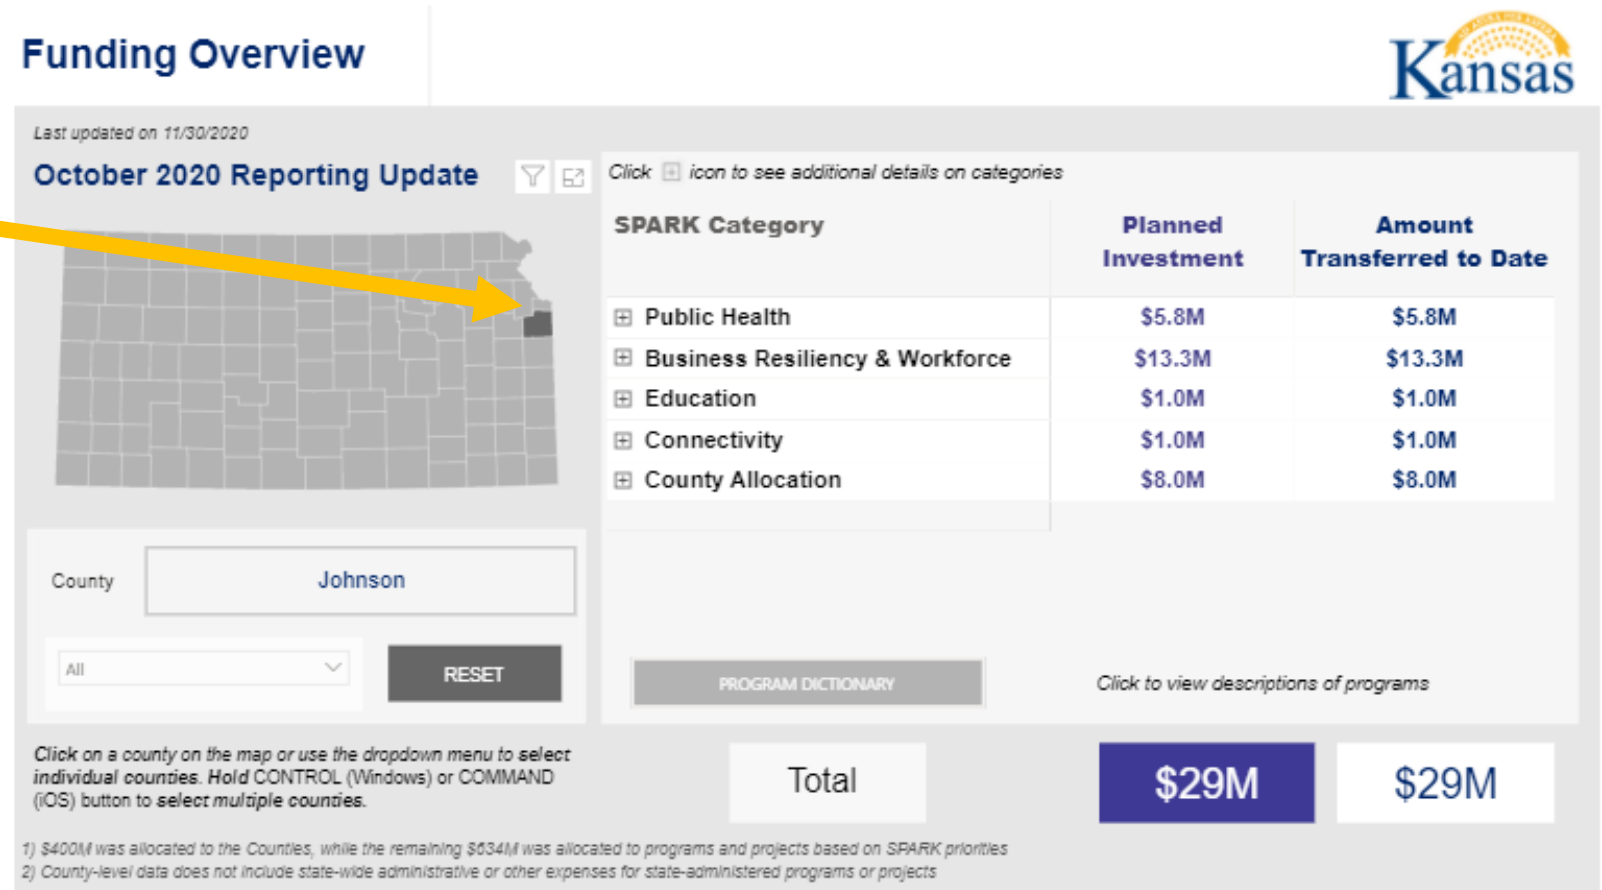 Funding Overview
Kansas
Last updated on 11/30/2020
October 2020 Reporting Update
Click icon to see additional details on categories
SPARK Category
Planned Investment
Amount Transferred to Date
Public Health $5.8M $5.8M
Business Resiliency & Workforce $13.3M $13.3M
Education $1.0M $1.0M
Connectivity $1.0M $1.0M
County Allocation $8.0M $8.0M
County Johnson
All
RESET
PROGRAM DICTIONARY
Click to view descriptions of programs
Click on a county on the map or use the dropdown menu to select
individual counties. Hold CONTROL (Windows) or COMMAND
(iOS) button to select multiple counties.
Total $29M $29M
1) $400M was allocated to the Counties, while the remaining $634M was allocated to programs and projects based on SPARK priorities
2) County-level data does not include state-wide administrative or other expenses for state-administered programs or projects